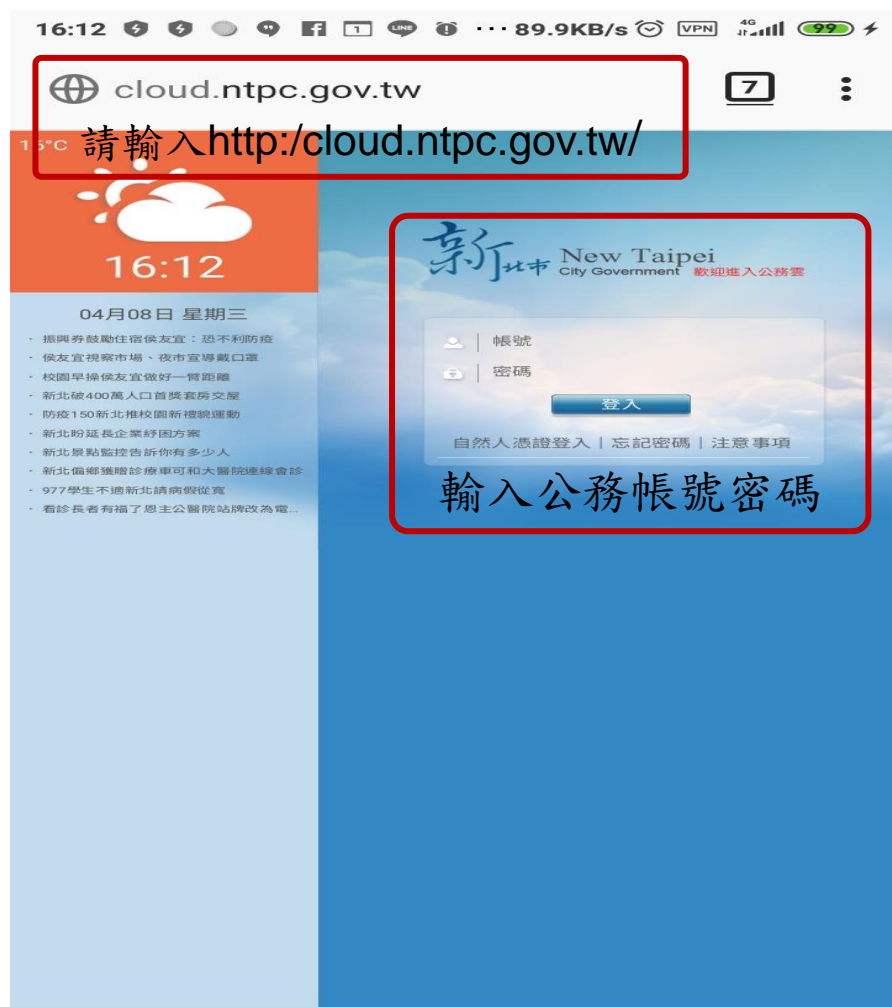 16:12
89.9KB/s VPN 4G 99
cloud.ntpc.gov.tw
7
請輸入http:/cloud.ntpc.gov.tw/
16:12
04月08日 星期三
· 振興券鼓勵住宿侯友宜：恐不利防疫
· 侯友宜視察市場、夜市宣導戴口罩
· 校園早操侯友宜做好一臂距離
· 新北破400萬人口首獎套房交屋
· 防疫150新北推校園新禮貌運動
· 新北盼延長企業紓困方案
· 新北景點監控告訴你有多少人
· 新北偏鄉獲贈診療車可和大醫院連線會診
· 977學生不適新北請病假從寬
· 看診長者有福了恩主公醫院站牌改為電...
新北市 New Taipei
City Government 歡迎進入公務雲
帳號
密碼
登入
自然人憑證登入 | 忘記密碼 | 注意事項
輸入公務帳號密碼